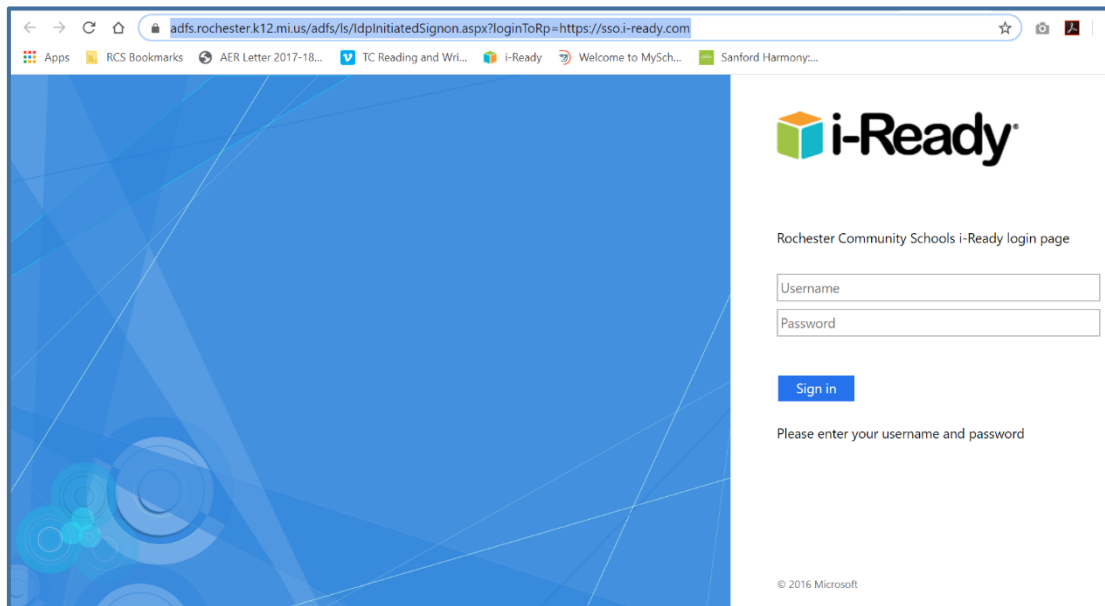 adfs.rochester.k12.mi.us/adfs/ls/IdpInitiatedSignon.aspx?loginToRp=https://sso.i-ready.com
Apps RCS Bookmarks AER Letter 2017-18... TC Reading and Wri... i-Ready Welcome to MySch... Sanford Harmony:...
i-Ready®
Rochester Community Schools i-Ready login page
Username
Password
Sign in
Please enter your username and password
© 2016 Microsoft